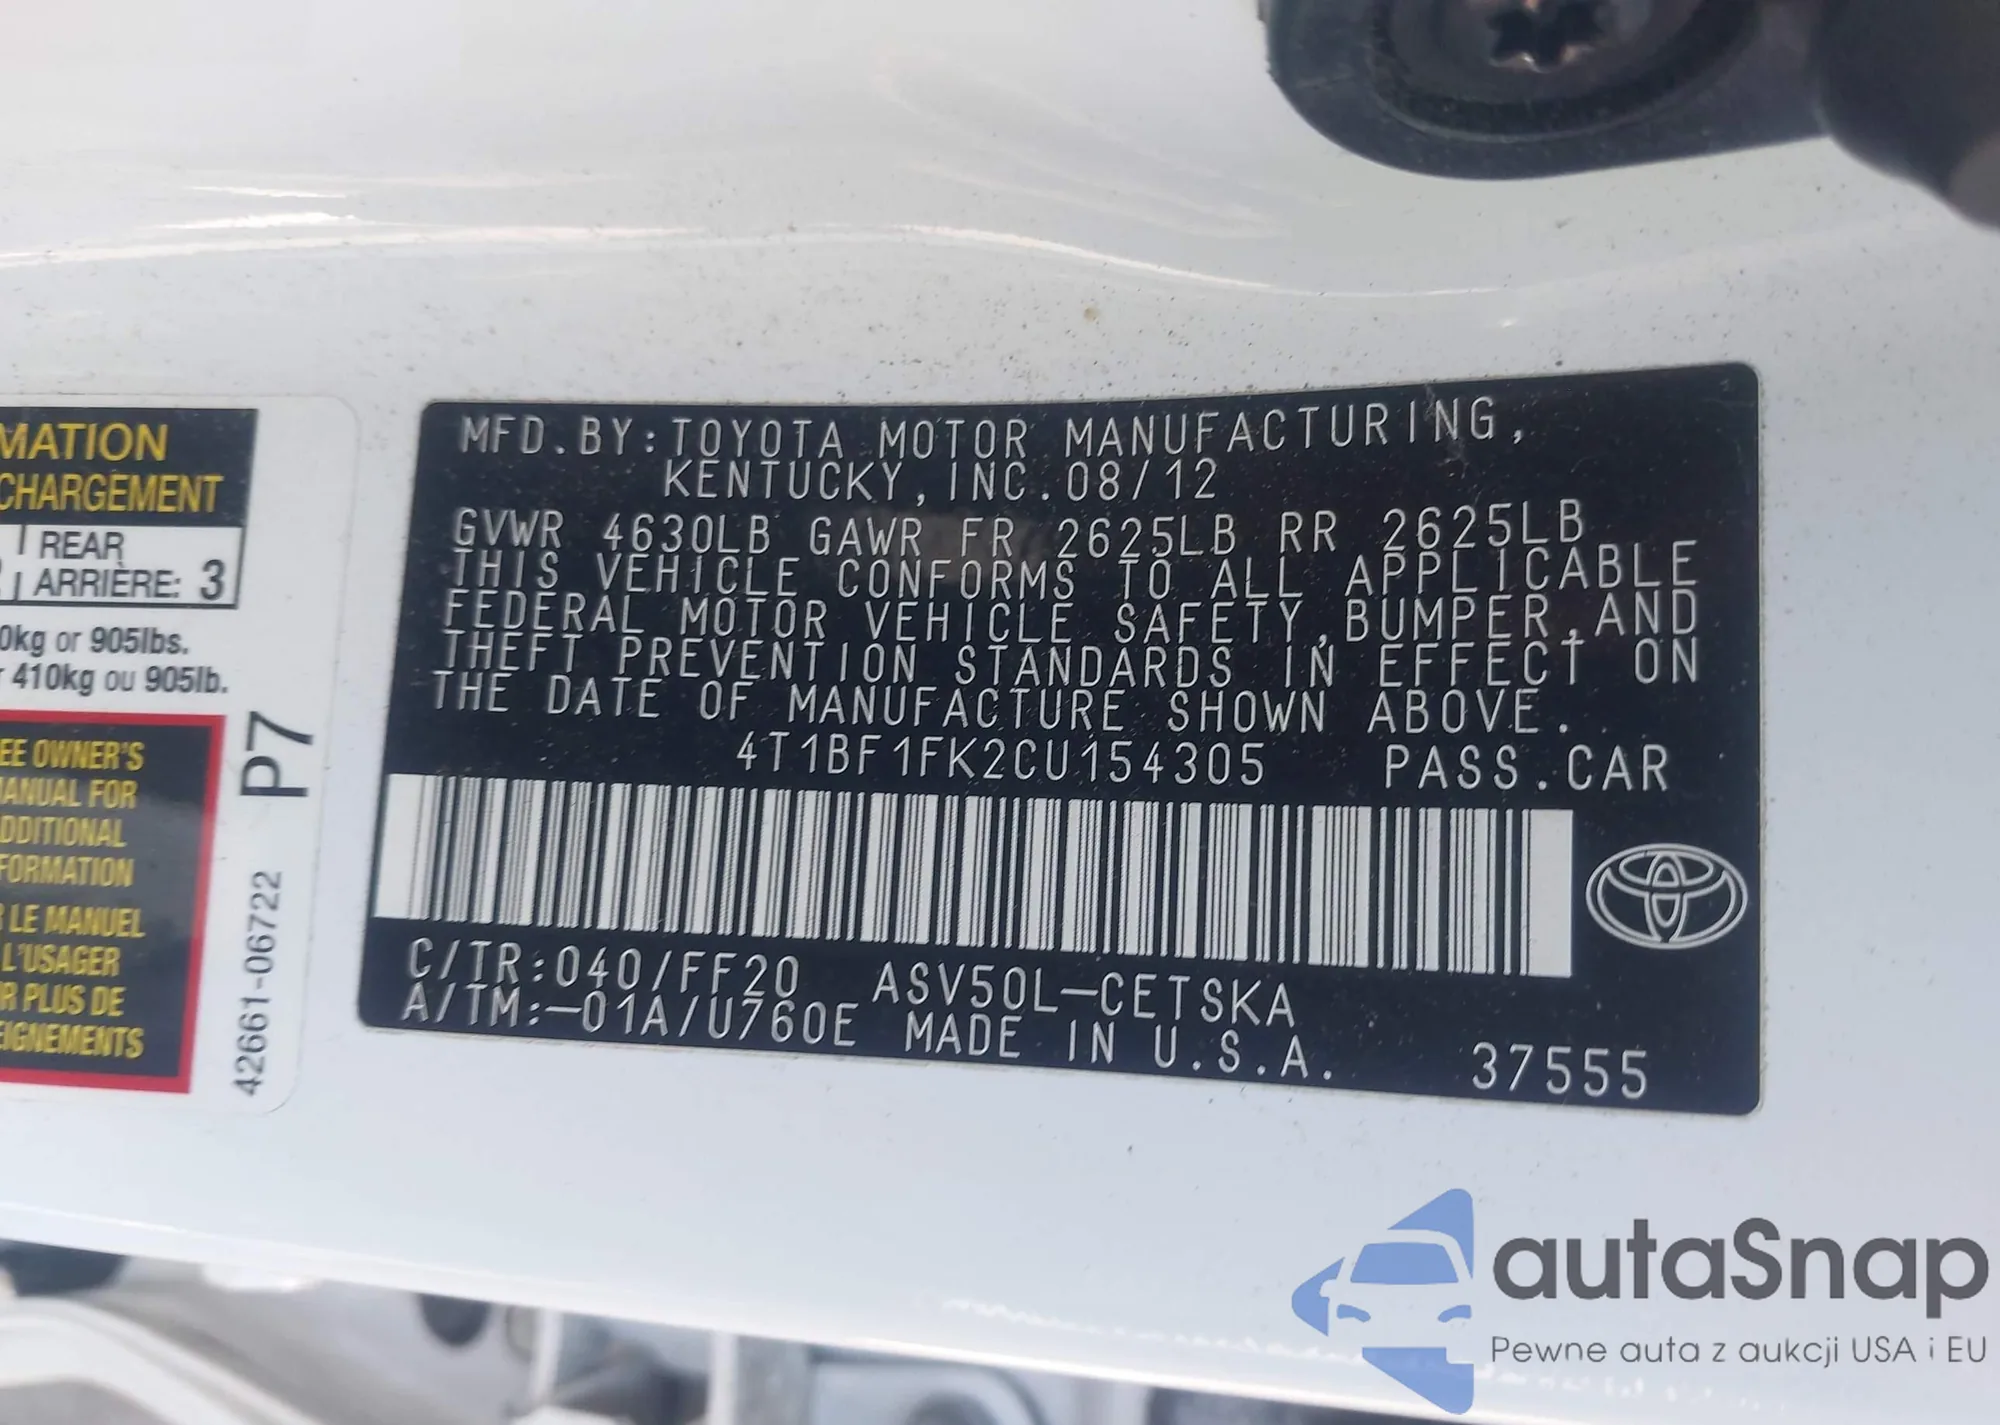 MATION
CHARGEMENT
REAR
ARRIÈRE: 3
0kg or 905lbs.
r 410kg ou 905lb.
EE OWNER'S
ANUAL FOR
DDITIONAL
FORMATION
R LE MANUEL
L'USAGER
R PLUS DE
EIGNEMENTS
P7
42661-06722
MFD.BY:TOYOTA MOTOR MANUFACTURING,
KENTUCKY,INC.08/12
GVWR 4630LB GAWR FR 2625LB RR 2625LB
THIS VEHICLE CONFORMS TO ALL APPLICABLE
FEDERAL MOTOR VEHICLE SAFETY,BUMPER,AND
THEFT PREVENTION STANDARDS IN EFFECT ON
THE DATE OF MANUFACTURE SHOWN ABOVE.
4T1BF1FK2CU154305 PASS.CAR
C/TR:040/FF20 ASV50L-CETSKA
A/TM:-01A/U760E MADE IN U.S.A. 37555
autaSnap
Pewne auta z aukcji USA i EU